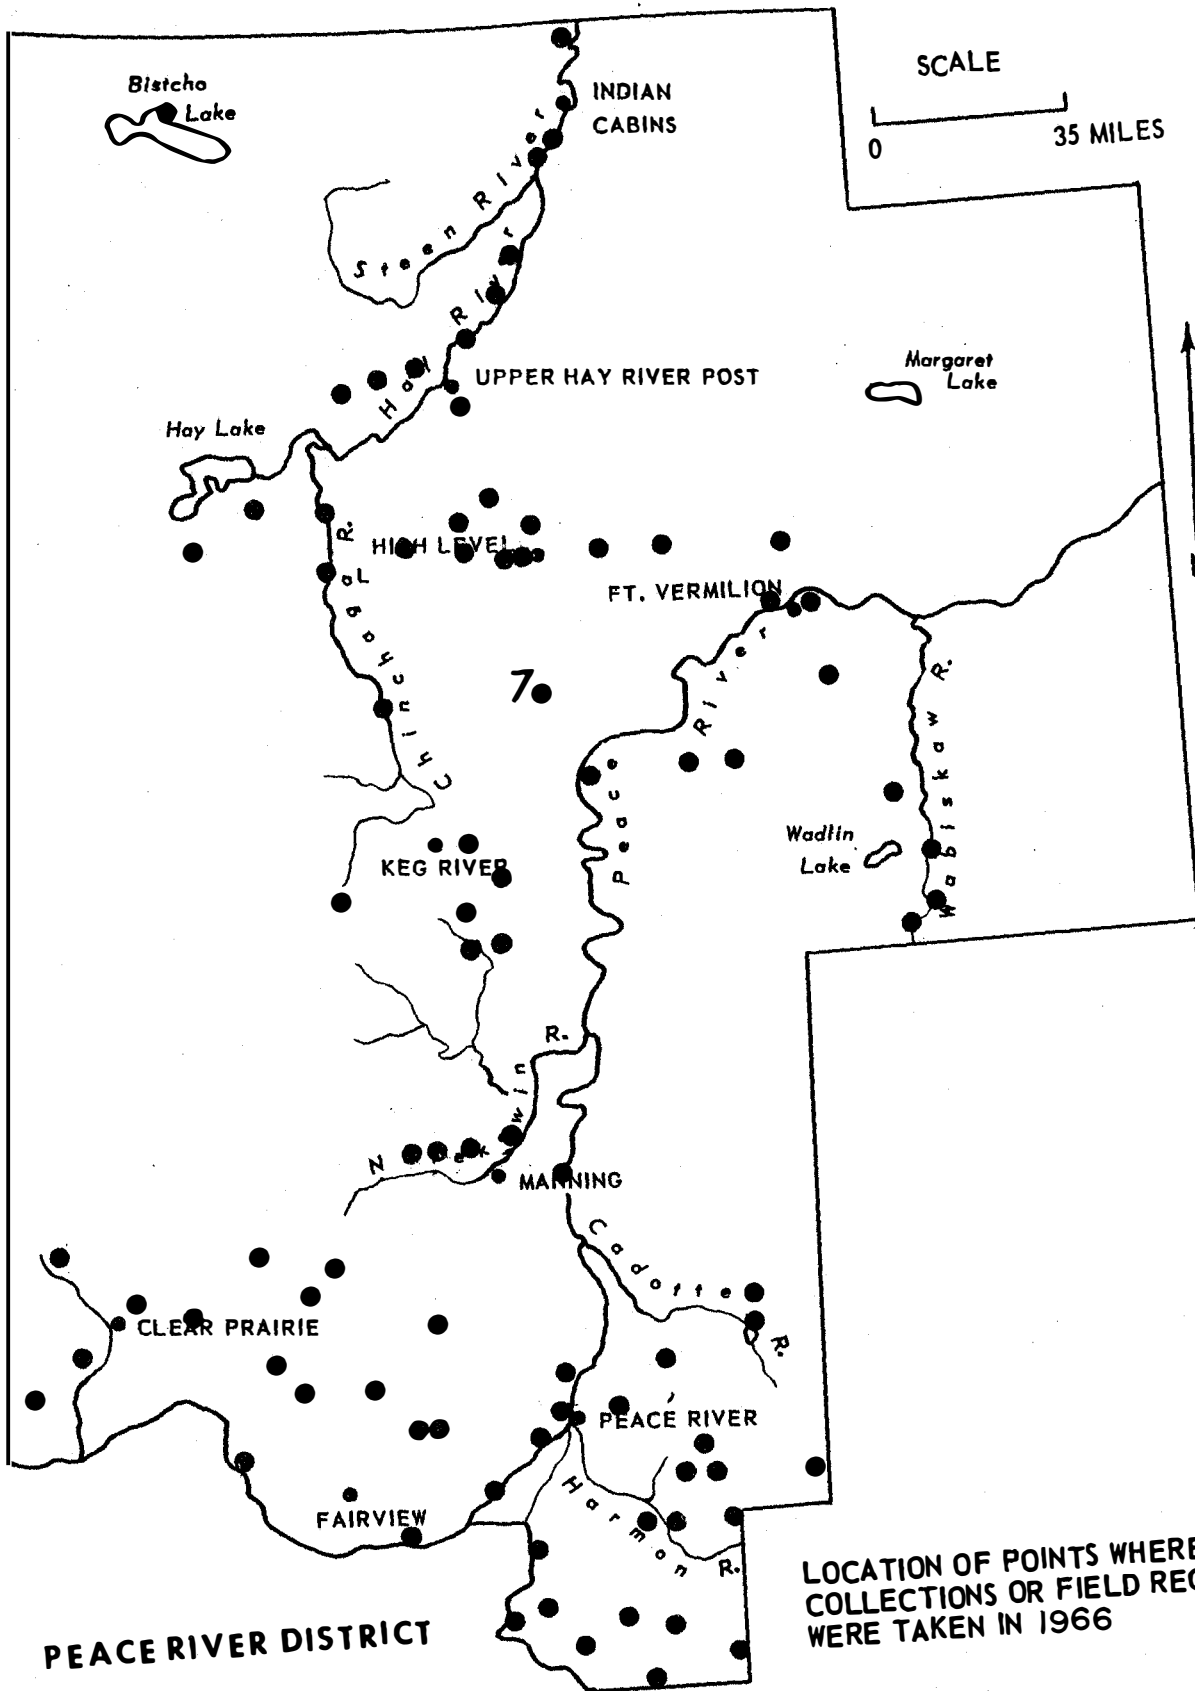 Bistcho
Lake
INDIAN
CABINS
SCALE
0 35 MILES
Steen River
Hay River
UPPER HAY RIVER POST
Margaret
Lake
Hay Lake
HIGH LEVEL
Chinchaga R.
FT. VERMILION
7
Peace River
Wabiskaw R.
Wadlin
Lake
KEG RIVER
R.
MANNING
Cadotte R.
CLEAR PRAIRIE
PEACE RIVER
Harmon R.
FAIRVIEW
PEACE RIVER DISTRICT
LOCATION OF POINTS WHERE
COLLECTIONS OR FIELD
WERE TAKEN IN 1966